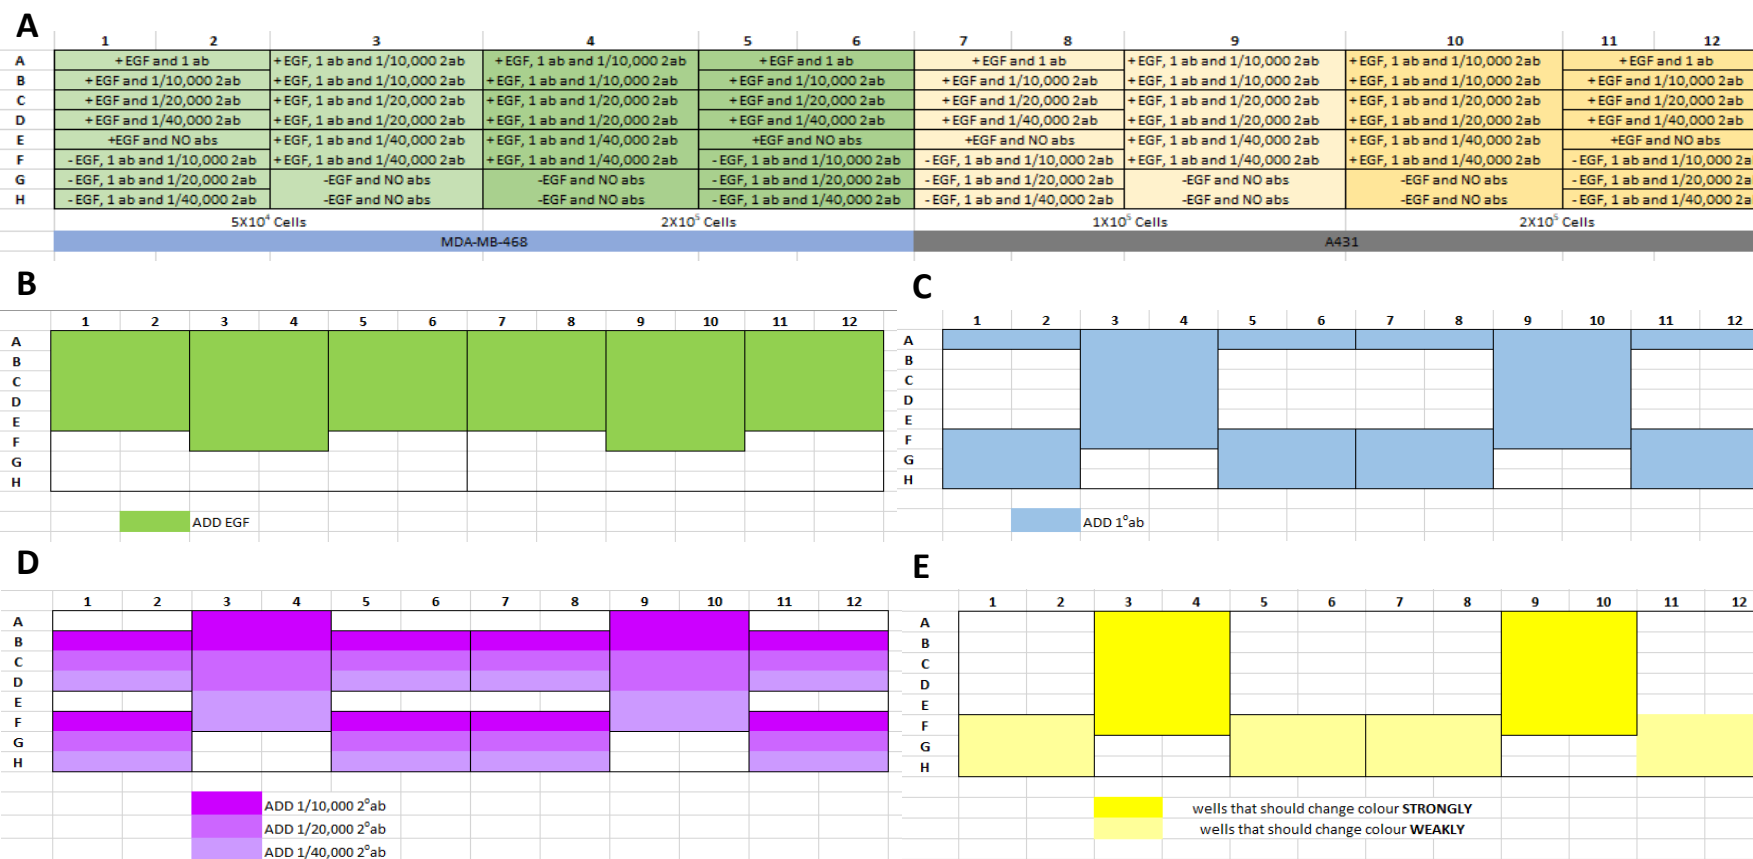 A
1 2 3 4 5 6 7 8 9 10 11 12
A +EGF and 1 ab +EGF, 1 ab and 1/10,000 2ab +EGF, 1 ab and 1/10,000 2ab +EGF and 1 ab +EGF and 1 ab +EGF, 1 ab and 1/10,000 2ab +EGF, 1 ab and 1/10,000 2ab +EGF and 1 ab
B +EGF and 1/10,000 2ab +EGF, 1 ab and 1/10,000 2ab +EGF, 1 ab and 1/10,000 2ab +EGF and 1/10,000 2ab +EGF and 1/10,000 2ab +EGF, 1 ab and 1/10,000 2ab +EGF, 1 ab and 1/10,000 2ab +EGF and 1/10,000 2ab
C +EGF and 1/20,000 2ab +EGF, 1 ab and 1/20,000 2ab +EGF, 1 ab and 1/20,000 2ab +EGF and 1/20,000 2ab +EGF and 1/20,000 2ab +EGF, 1 ab and 1/20,000 2ab +EGF, 1 ab and 1/20,000 2ab +EGF and 1/20,000 2ab
D +EGF and 1/40,000 2ab +EGF, 1 ab and 1/20,000 2ab +EGF, 1 ab and 1/20,000 2ab +EGF and 1/40,000 2ab +EGF and 1/40,000 2ab +EGF, 1 ab and 1/20,000 2ab +EGF, 1 ab and 1/20,000 2ab +EGF and 1/40,000 2ab
E +EGF and NO abs +EGF, 1 ab and 1/40,000 2ab +EGF, 1 ab and 1/40,000 2ab +EGF and NO abs +EGF and NO abs +EGF, 1 ab and 1/40,000 2ab +EGF, 1 ab and 1/40,000 2ab +EGF and NO abs
F -EGF, 1 ab and 1/10,000 2ab +EGF, 1 ab and 1/40,000 2ab +EGF, 1 ab and 1/40,000 2ab -EGF, 1 ab and 1/10,000 2ab -EGF, 1 ab and 1/10,000 2ab +EGF, 1 ab and 1/40,000 2ab +EGF, 1 ab and 1/40,000 2ab -EGF, 1 ab and 1/10,000 2a
G -EGF, 1 ab and 1/20,000 2ab -EGF and NO abs -EGF and NO abs -EGF, 1 ab and 1/20,000 2ab -EGF, 1 ab and 1/20,000 2ab -EGF and NO abs -EGF and NO abs -EGF, 1 ab and 1/20,000 2a
H -EGF, 1 ab and 1/40,000 2ab -EGF and NO abs -EGF and NO abs -EGF, 1 ab and 1/40,000 2ab -EGF, 1 ab and 1/40,000 2ab -EGF and NO abs -EGF and NO abs -EGF, 1 ab and 1/40,000 2a
5X10⁴ Cells 2X10⁵ Cells 1X10⁵ Cells 2X10⁵ Cells
MDA-MB-468 A431
B
1 2 3 4 5 6 7 8 9 10 11 12
A
B
C
D
E
F
G
H
ADD EGF
C
1 2 3 4 5 6 7 8 9 10 11 12
A
B
C
D
E
F
G
H
ADD 1°ab
D
1 2 3 4 5 6 7 8 9 10 11 12
A
B
C
D
E
F
G
H
ADD 1/10,000 2°ab
ADD 1/20,000 2°ab
ADD 1/40,000 2°ab
E
1 2 3 4 5 6 7 8 9 10 11 12
A
B
C
D
E
F
G
H
wells that should change colour STRONGLY
wells that should change colour WEAKLY